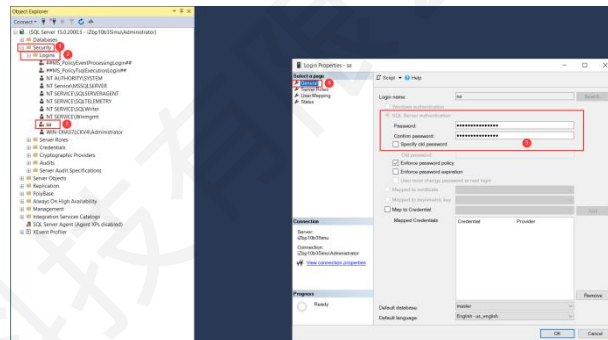 Object Explorer
Connect
. (SQL Server 15.0.2000.5 - iZbp10b35imu\Administrator)
Databases
Security
1
Logins
2
##MS_PolicyEventProcessingLogin##
##MS_PolicyTsqlExecutionLogin##
NT AUTHORITY\SYSTEM
NT Service\MSSQLSERVER
NT SERVICE\SQLSERVERAGENT
NT SERVICE\SQLTELEMETRY
NT SERVICE\SQLWriter
NT SERVICE\Winmgmt
sa
3
Server Roles
Credentials
Cryptographic Providers
Audits
Server Audit Specifications
Server Objects
Replication
PolyBase
Always On High Availability
Management
Integration Services Catalogs
SQL Server Agent (Agent XPs disabled)
XEvent Profiler
Login Properties - sa
Select a page
General
4
Server Roles
User Mapping
Status
Script
Help
Login name:
sa
Search
Windows authentication
SQL Server authentication
Password:
Confirm password:
Specify old password
5
Old password:
Enforce password policy
Enforce password expiration
User must change password at next login
Mapped to certificate
Mapped to asymmetric key
Map to Credential
Add
Mapped Credentials
Credential
Provider
Remove
Default database:
master
Default language:
English - us_english
Connection
Server:
Connection:
View connection properties
Progress
Ready
OK
Cancel